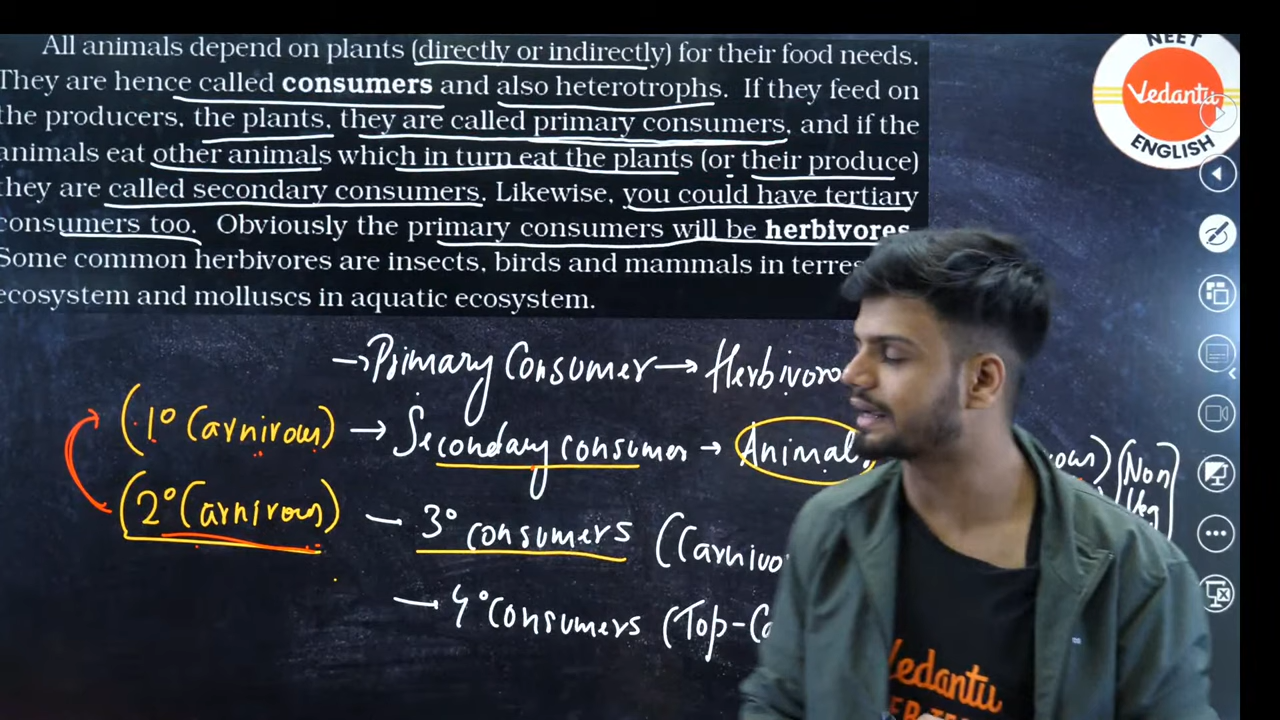 All animals depend on plants (directly or indirectly) for their food needs.
They are hence called consumers and also heterotrophs. If they feed on
the producers, the plants, they are called primary consumers, and if the
animals eat other animals which in turn eat the plants (or their produce)
they are called secondary consumers. Likewise, you could have tertiary
consumers too. Obviously the primary consumers will be herbivores.
Some common herbivores are insects, birds and mammals in
ecosystem and molluscs in aquatic ecosystem.
NEET
Vedantu
ENGLISH
→ Primary Consumer →
(1° Carnirous) → Secondary consumer → Animal
(2° Carnirous) — 3° consumers
— 4° consumers (Top-
(Non
Veg)
Vedantu